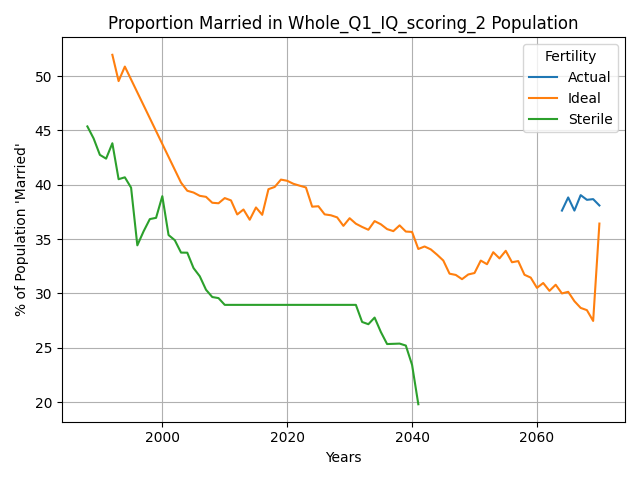 Proportion Married in Whole_Q1_IQ_scoring_2 Population
Fertility
Actual
Ideal
Sterile
% of Population 'Married'
50
45
40
35
30
25
20
2000
2020
2040
2060
Years